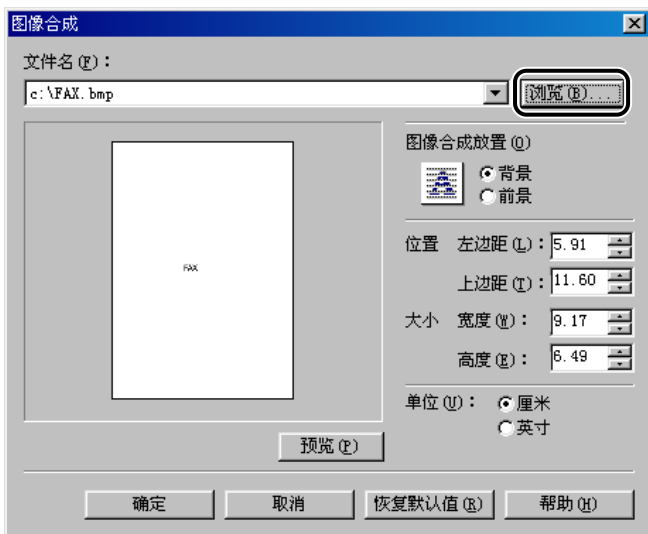 图像合成
文件名(F)：
c:\FAX.bmp
浏览(B)...
FAX
图像合成放置(O)
背景
前景
位置 左边距(L)：5.91
上边距(T)：11.60
大小 宽度(W)：9.17
高度(E)：6.49
单位(U)：厘米
英寸
预览(P)
确定 取消 恢复默认值(R) 帮助(H)